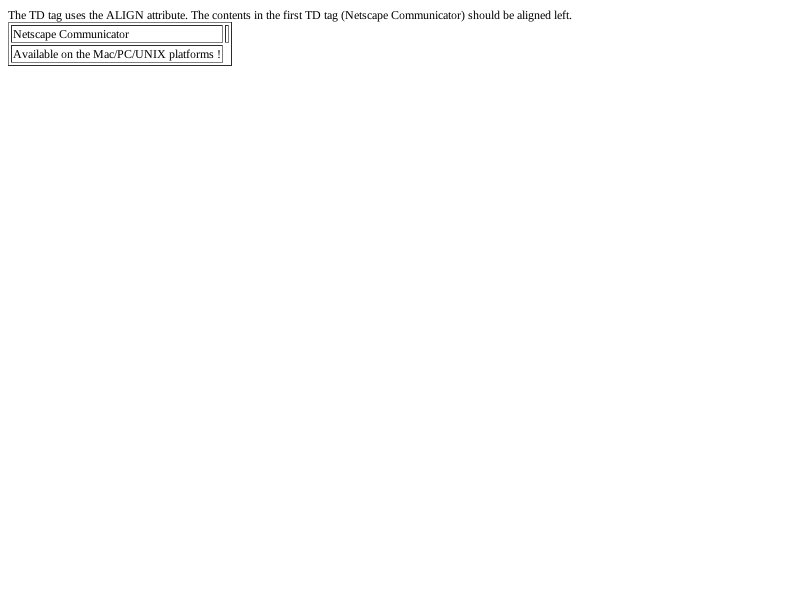 The TD tag uses the ALIGN attribute. The contents in the first TD tag (Netscape Communicator) should be aligned left.
Netscape Communicator
Available on the Mac/PC/UNIX platforms !